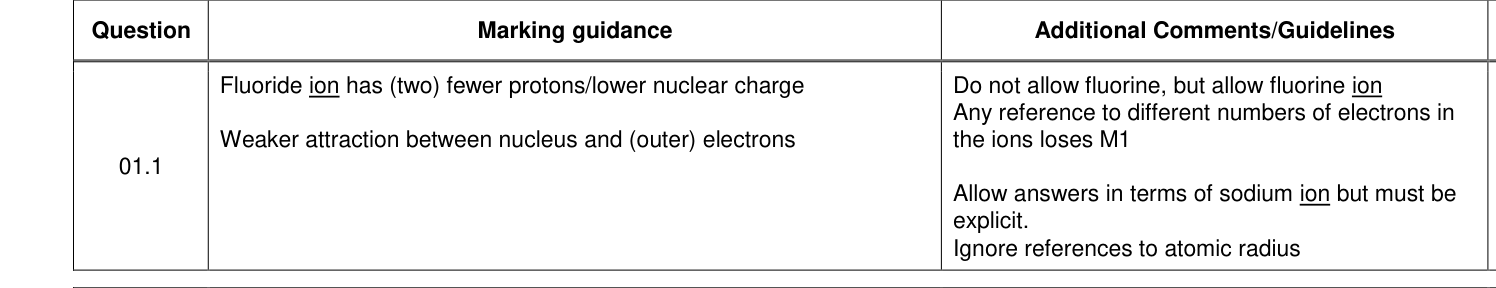 Question Marking guidance Additional Comments/Guidelines
01.1
Fluoride ion has (two) fewer protons/lower nuclear charge
Weaker attraction between nucleus and (outer) electrons
Do not allow fluorine, but allow fluorine ion
Any reference to different numbers of electrons in
the ions loses M1
Allow answers in terms of sodium ion but must be
explicit.
Ignore references to atomic radius